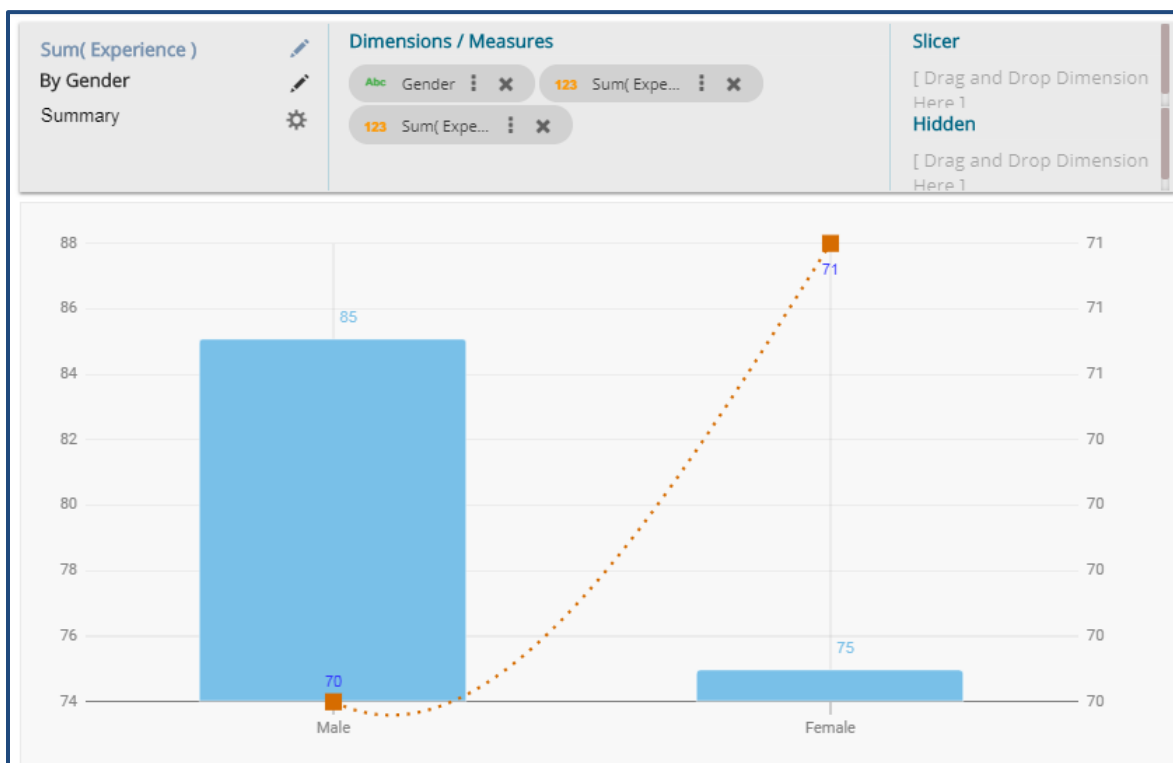 Sum( Experience )
By Gender
Summary
Dimensions / Measures
Abc Gender
123 Sum( Expe...
123 Sum( Expe...
Slicer
[ Drag and Drop Dimension
Here ]
Hidden
[ Drag and Drop Dimension
Here ]
88
86
84
82
80
78
76
74
85
70
71
75
71
71
71
70
70
70
70
70
Male
Female